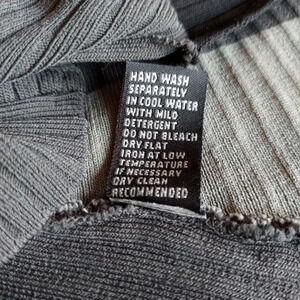 HAND WASH
SEPARATELY
IN COOL WATER
WITH MILD
DETERGENT
DO NOT BLEACH
DRY FLAT
IRON AT LOW
TEMPERATURE
IF NECESSARY
DRY CLEAN
RECOMMENDED